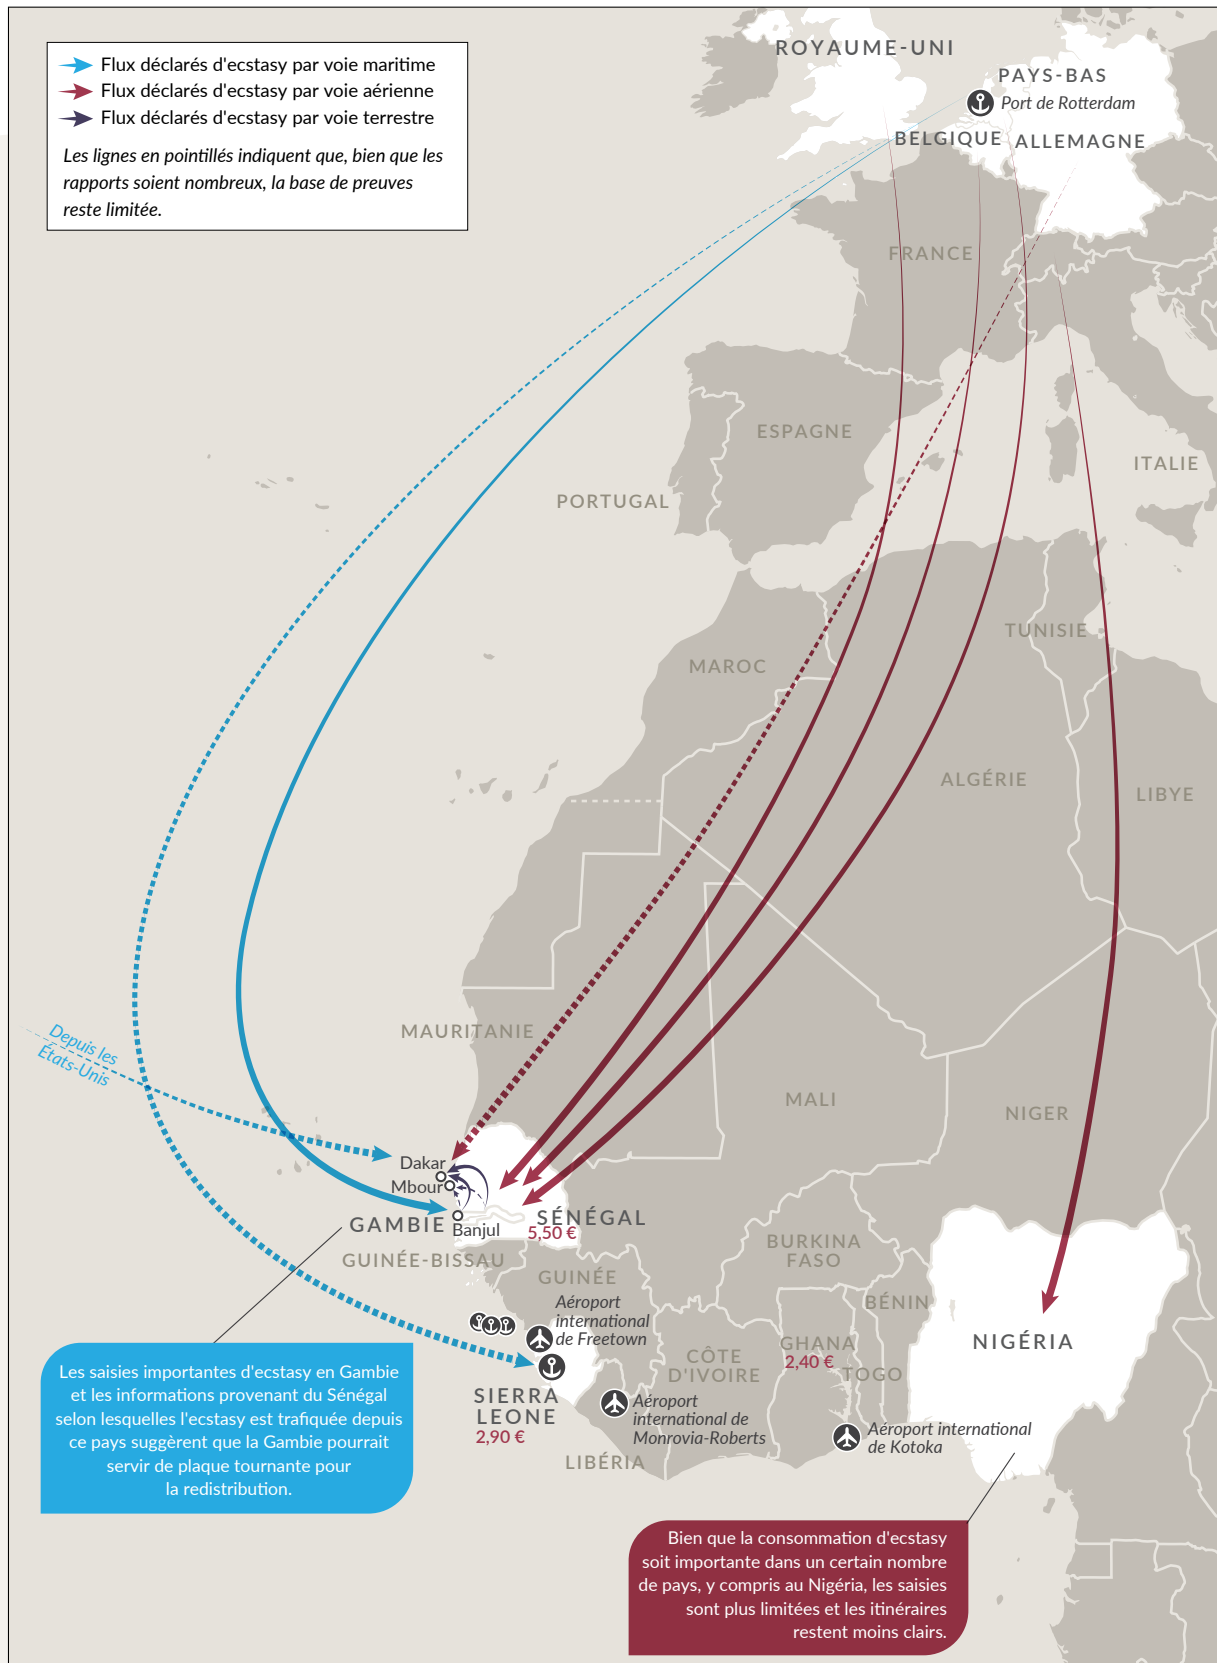 Flux déclarés d'ecstasy par voie maritime
Flux déclarés d'ecstasy par voie aérienne
Flux déclarés d'ecstasy par voie terrestre
Les lignes en pointillés indiquent que, bien que les
rapports soient nombreux, la base de preuves
reste limitée.
ROYAUME-UNI
PAYS-BAS
Port de Rotterdam
BELGIQUE
ALLEMAGNE
FRANCE
ESPAGNE
ITALIE
PORTUGAL
TUNISIE
MAROC
ALGÉRIE
LIBYE
MAURITANIE
Depuis les
États-Unis
MALI
NIGER
Dakar
Mbour
GAMBIE
Banjul
SÉNÉGAL
5,50 €
GUINÉE-BISSAU
BURKINA
FASO
GUINÉE
Aéroport
international
de Freetown
BÉNIN
GHANA
2,40 €
NIGÉRIA
CÔTE
D'IVOIRE
TOGO
SIERRA
LEONE
2,90 €
Aéroport
international de
Monrovia-Roberts
Aéroport international
de Kotoka
LIBÉRIA
Les saisies importantes d'ecstasy en Gambie
et les informations provenant du Sénégal
selon lesquelles l'ecstasy est trafiquée depuis
ce pays suggèrent que la Gambie pourrait
servir de plaque tournante pour
la redistribution.
Bien que la consommation d'ecstasy
soit importante dans un certain nombre
de pays, y compris au Nigéria, les saisies
sont plus limitées et les itinéraires
restent moins clairs.